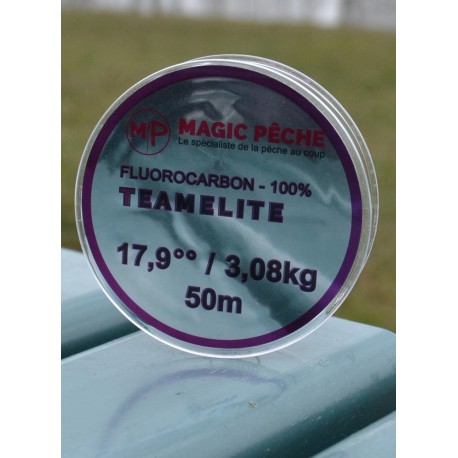 MP MAGIC PÊCHE
Le spécialiste de la pêche au coup
FLUOROCARBON - 100%
TEAMELITE
17,9°° / 3,08kg
50m